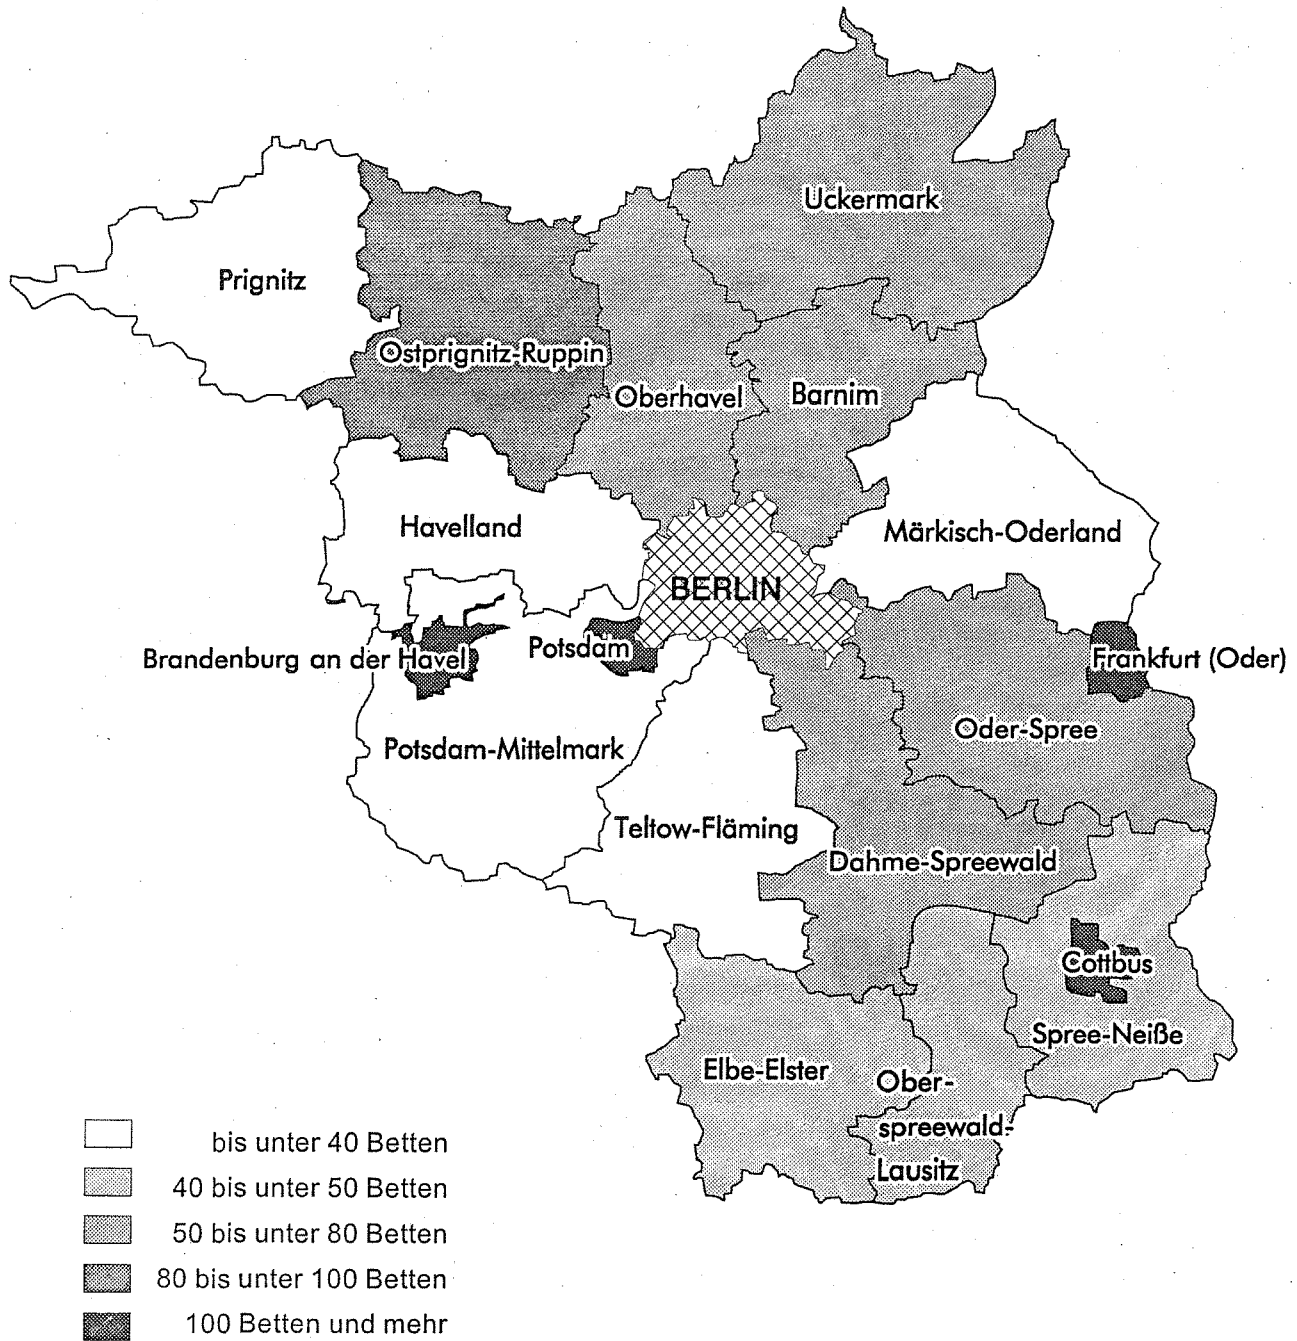 Uckermark
Prignitz
Ostprignitz-Ruppin
Oberhavel
Barnim
Havelland
Märkisch-Oderland
BERLIN
Brandenburg an der Havel
Potsdam
Frankfurt (Oder)
Potsdam-Mittelmark
Oder-Spree
Teltow-Fläming
Dahme-Spreewald
Cottbus
Spree-Neiße
Elbe-Elster
Ober-
spreewald-
Lausitz
bis unter 40 Betten
40 bis unter 50 Betten
50 bis unter 80 Betten
80 bis unter 100 Betten
100 Betten und mehr